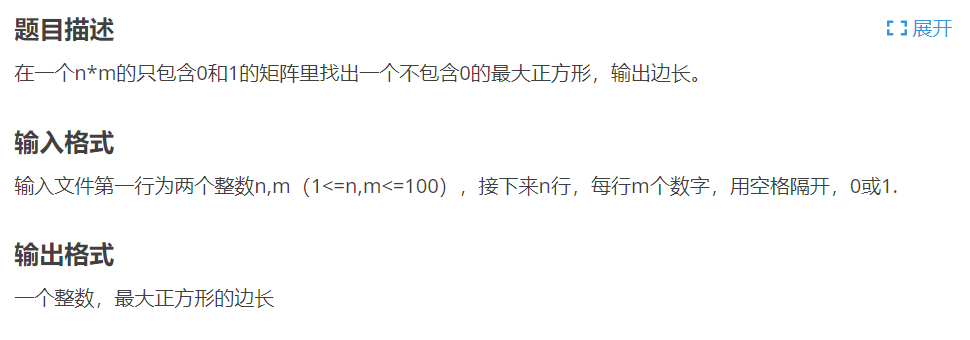 题目描述
展开
在一个n*m的只包含0和1的矩阵里找出一个不包含0的最大正方形，输出边长。
输入格式
输入文件第一行为两个整数n,m（1<=n,m<=100），接下来n行，每行m个数字，用空格隔开，0或1.
输出格式
一个整数，最大正方形的边长